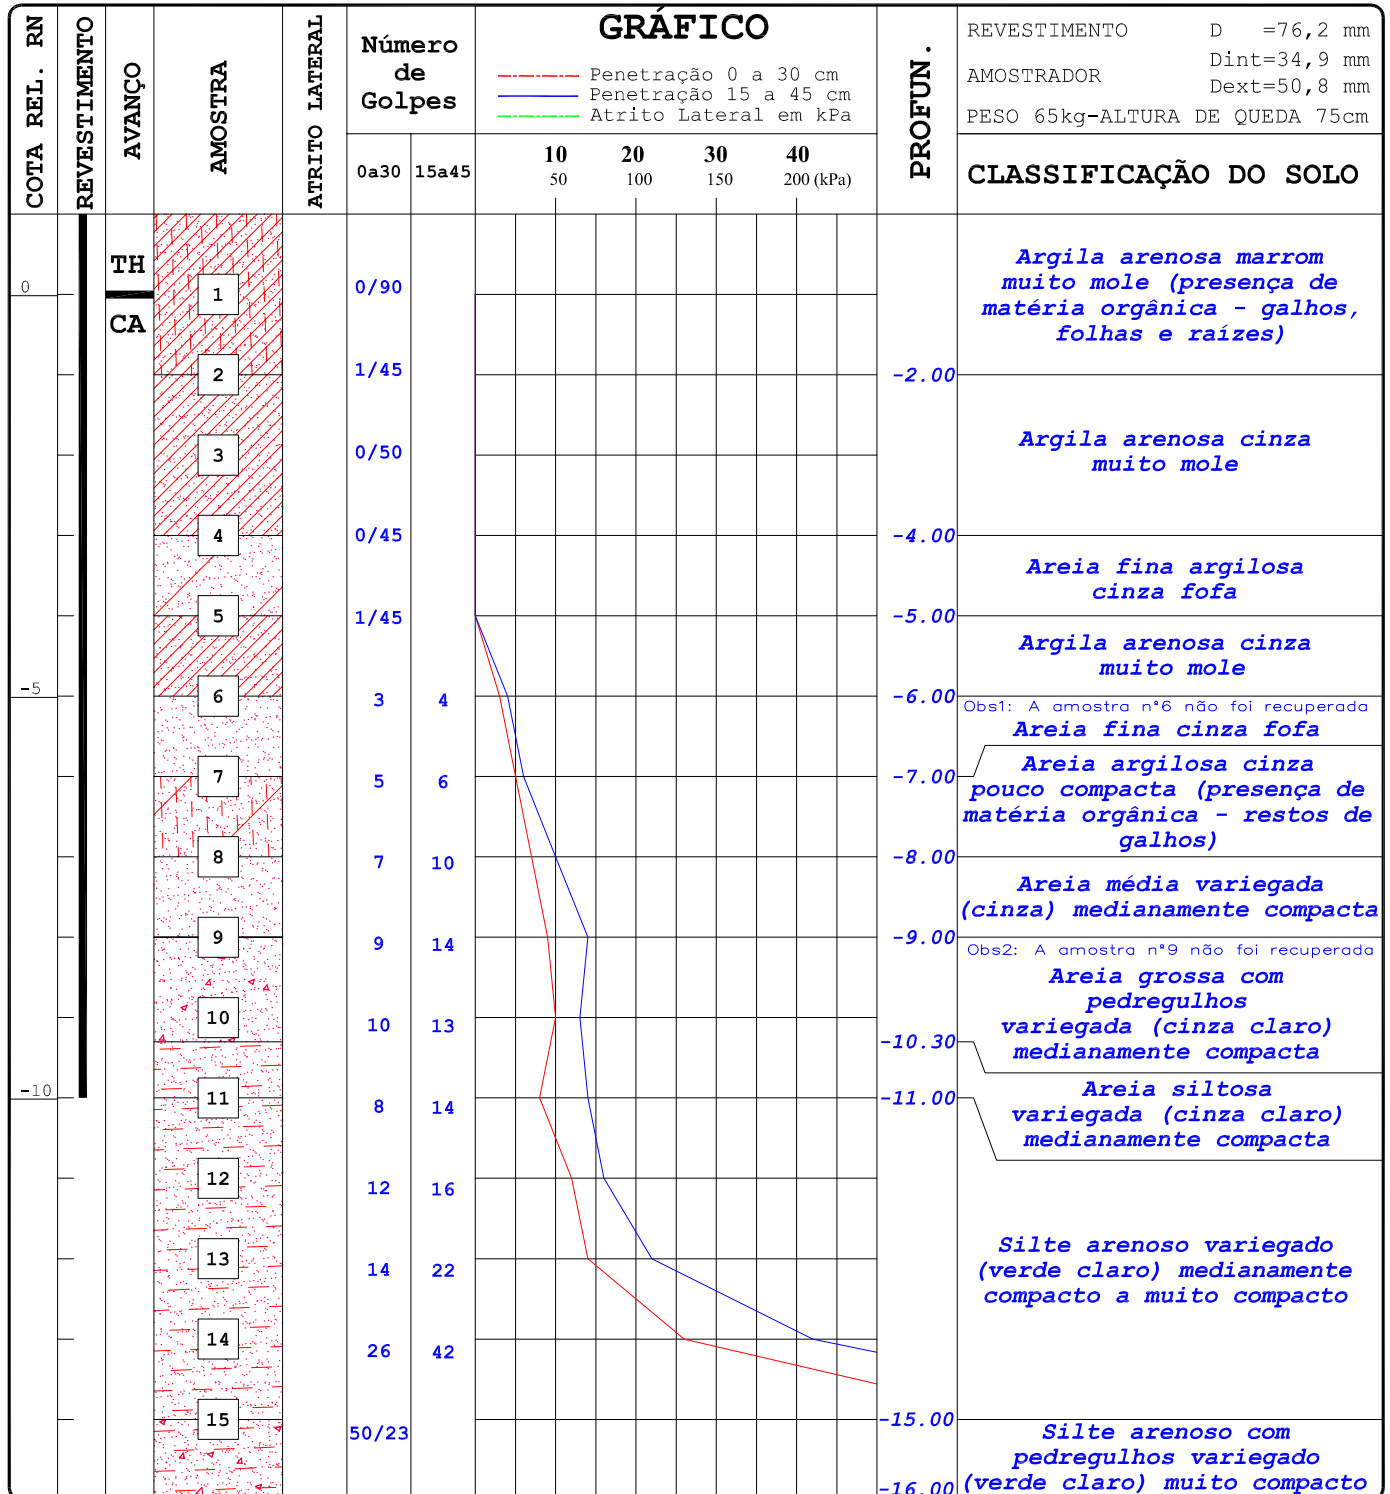 COTA REL. RN
REVESTIMENTO
AVANÇO
AMOSTRA
ATRITO LATERAL
Número
de
Golpes
0a30 15a45
GRÁFICO
Penetração 0 a 30 cm
Penetração 15 a 45 cm
Atrito Lateral em kPa
10 20 30 40
50 100 150 200 (kPa)
PROFUN.
REVESTIMENTO D =76,2 mm
Dint=34,9 mm
AMOSTRADOR
Dext=50,8 mm
PESO 65kg-ALTURA DE QUEDA 75cm
CLASSIFICAÇÃO DO SOLO
TH
0
CA
1
0/90
Argila arenosa marrom
muito mole (presença de
matéria orgânica - galhos,
folhas e raízes)
2
1/45
-2.00
3
0/50
Argila arenosa cinza
muito mole
4
0/45
-4.00
Areia fina argilosa
cinza fofa
5
1/45
-5.00
Argila arenosa cinza
muito mole
-5
6
3 4
-6.00
Obs1: A amostra n°6 não foi recuperada
Areia fina cinza fofa
7
5 6
-7.00
Areia argilosa cinza
pouco compacta (presença de
matéria orgânica - restos de
galhos)
8
7 10
-8.00
Areia média variegada
(cinza) medianamente compacta
9
9 14
-9.00
Obs2: A amostra n°9 não foi recuperada
Areia grossa com
pedregulhos
variegada (cinza claro)
medianamente compacta
10
10 13
-10.30
-10
11
8 14
-11.00
Areia siltosa
variegada (cinza claro)
medianamente compacta
12
12 16
13
14 22
Silte arenoso variegado
(verde claro) medianamente
compacto a muito compacto
14
26 42
15
50/23
-15.00
Silte arenoso com
pedregulhos variegado
(verde claro) muito compacto
-16.00